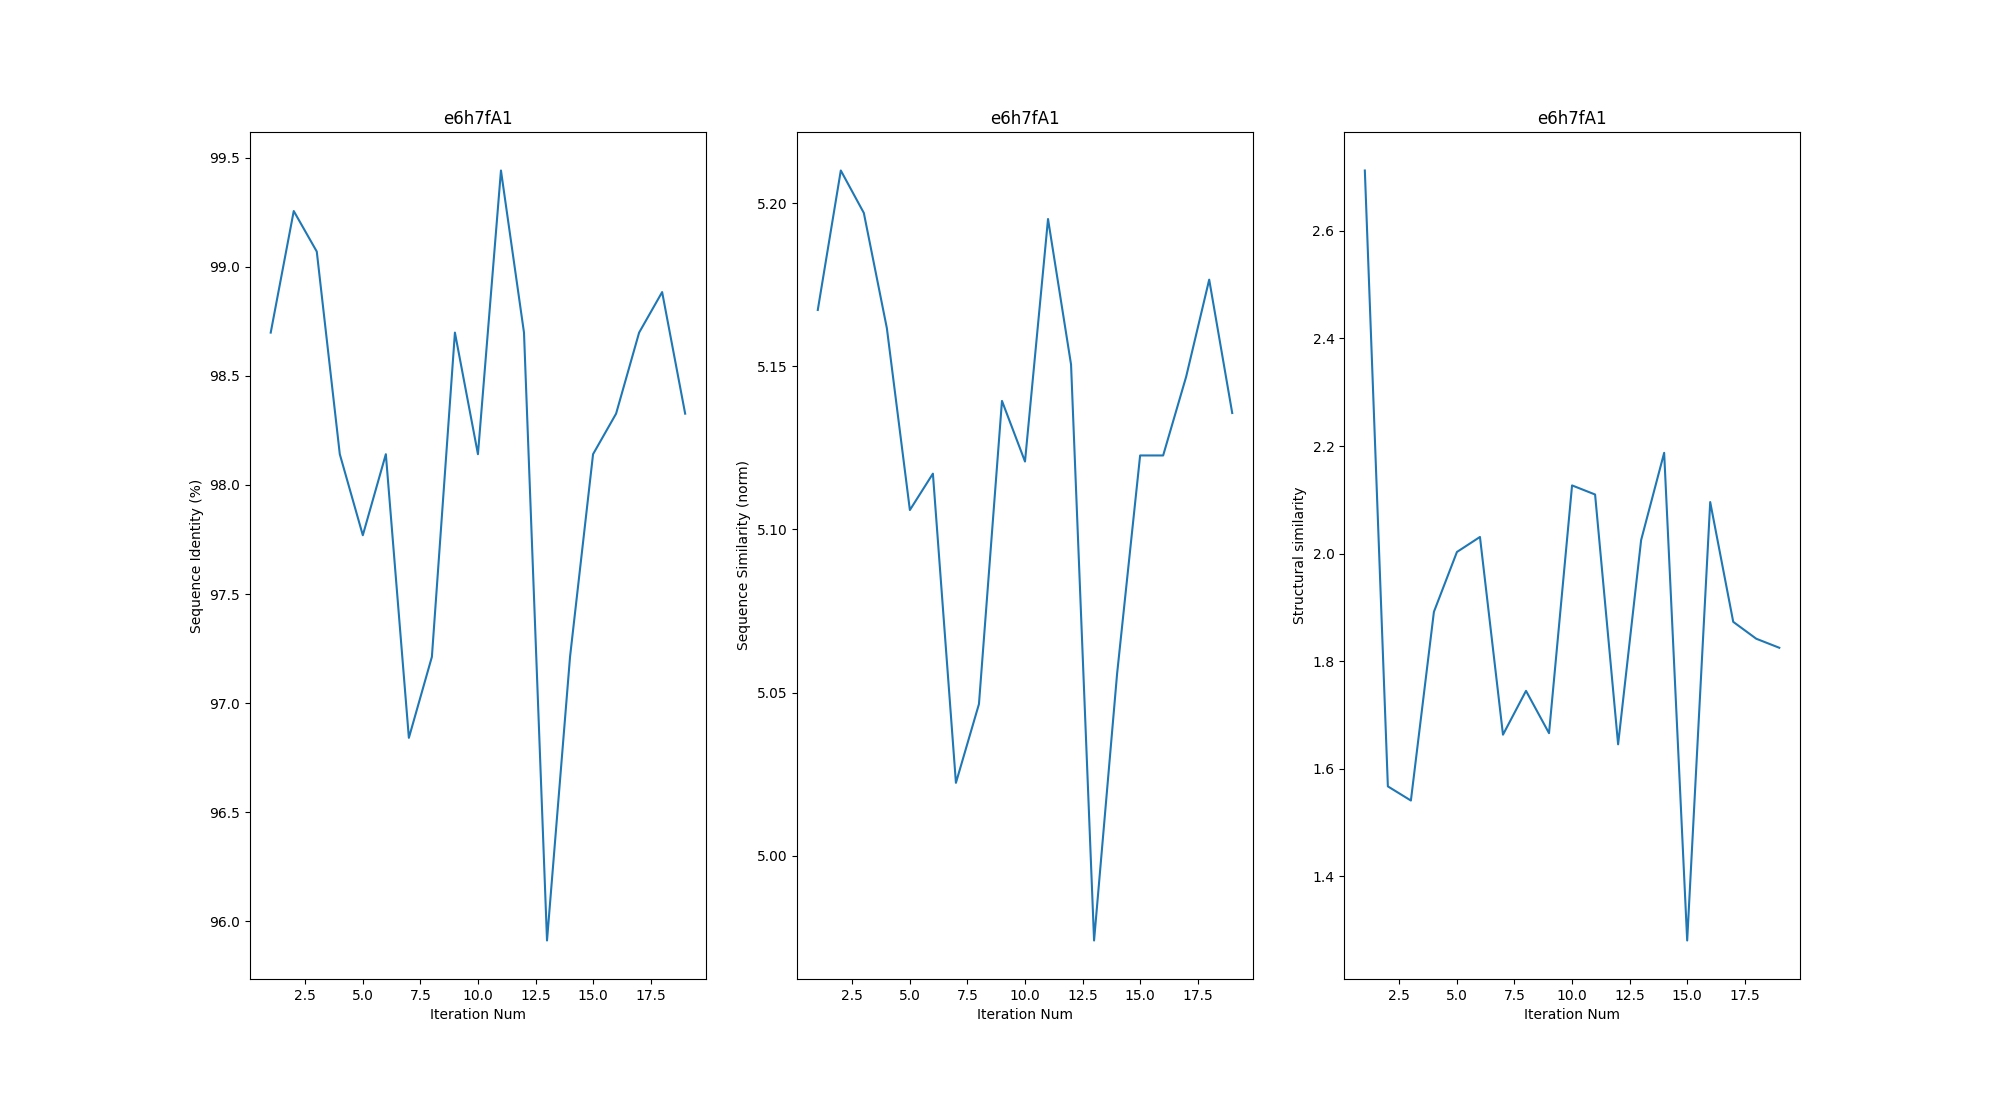 e6h7fA1
99.5
99.0
98.5
98.0
97.5
97.0
96.5
96.0
Sequence Identity (%)
2.5 5.0 7.5 10.0 12.5 15.0 17.5
Iteration Num
e6h7fA1
5.20
5.15
5.10
5.05
5.00
Sequence Similarity (norm)
2.5 5.0 7.5 10.0 12.5 15.0 17.5
Iteration Num
e6h7fA1
2.6
2.4
2.2
2.0
1.8
1.6
1.4
Structural similarity
2.5 5.0 7.5 10.0 12.5 15.0 17.5
Iteration Num